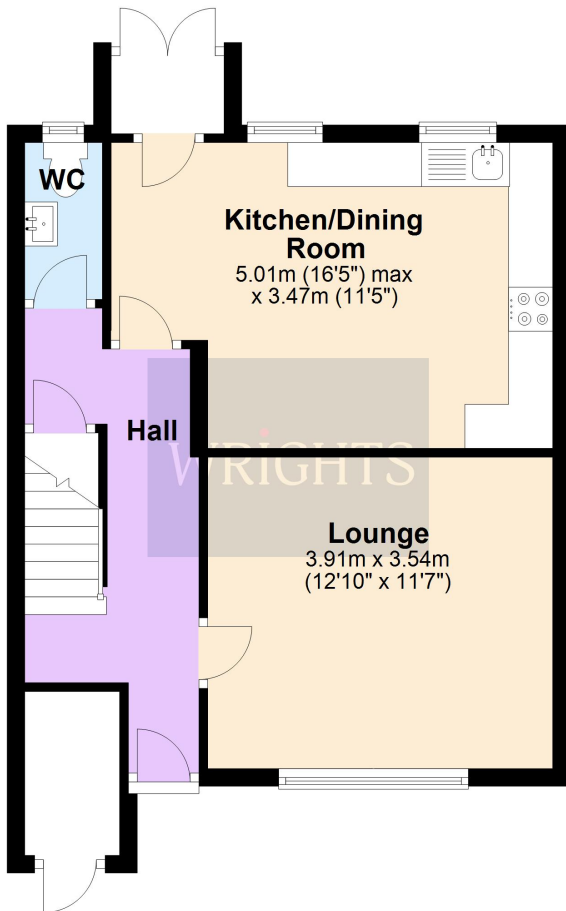 WC
Kitchen/Dining
Room
5.01m (16'5") max
x 3.47m (11'5")
Hall
WRiGHTS
Lounge
3.91m x 3.54m
(12'10" x 11'7")